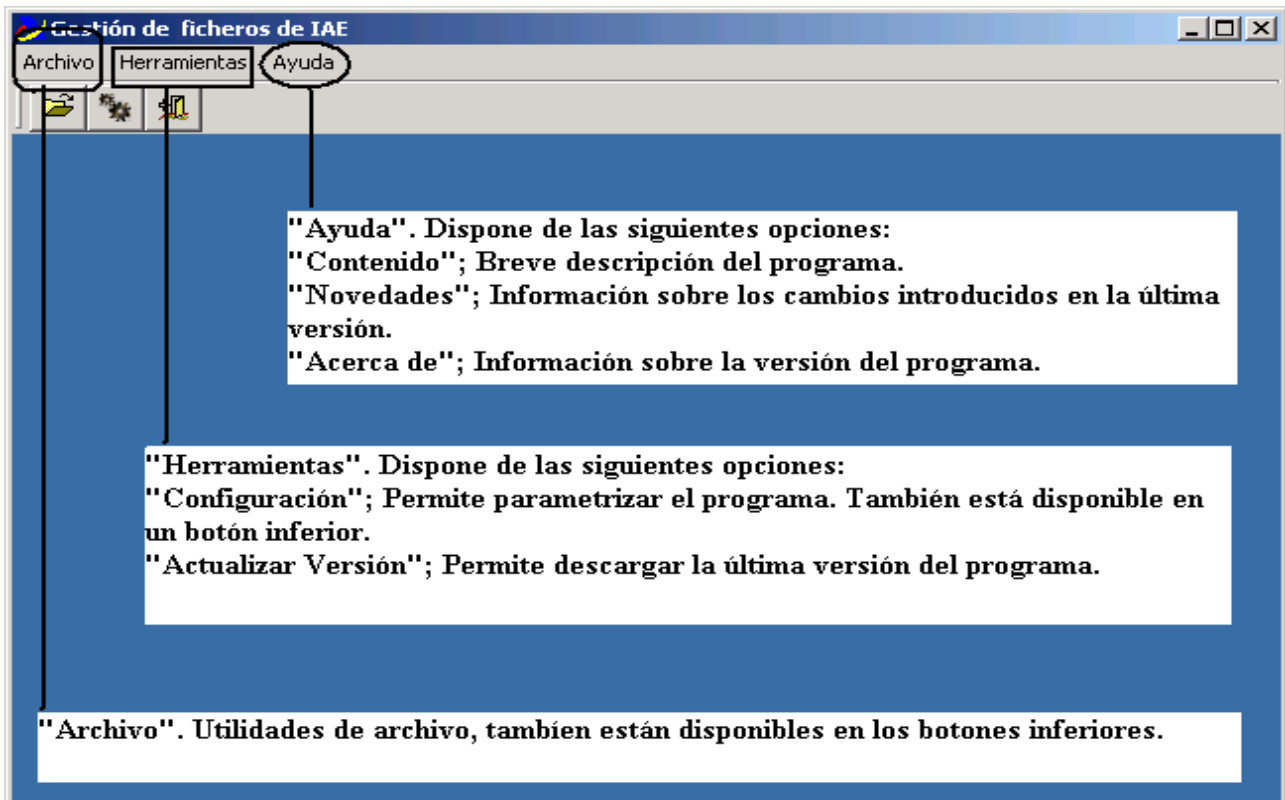 Gestión de ficheros de IAE
Archivo Herramientas Ayuda
"Ayuda". Dispone de las siguientes opciones:
"Contenido"; Breve descripción del programa.
"Novedades"; Información sobre los cambios introducidos en la última
versión.
"Acerca de"; Información sobre la versión del programa.
"Herramientas". Dispone de las siguientes opciones:
"Configuración"; Permite parametrizar el programa. También está disponible en
un botón inferior.
"Actualizar Versión"; Permite descargar la última versión del programa.
"Archivo". Utilidades de archivo, tambíen están disponibles en los botones inferiores.